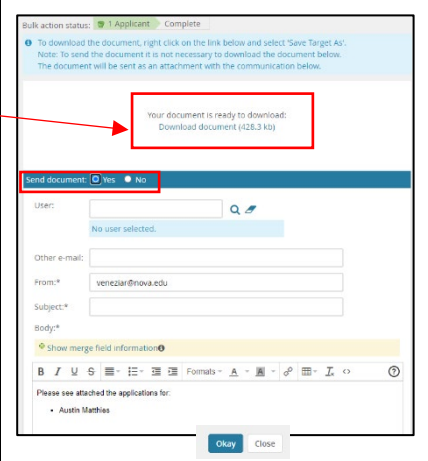 Bulk action status: 1 Applicant Complete
To download the document, right click on the link below and select 'Save Target As'.
Note: To send the document it is not necessary to download the document below.
The document will be sent as an attachment with the communication below.
Your document is ready to download:
Download document (428.3 kb)
Send document: Yes No
User:
No user selected.
Other e-mail:
From:* veneziar@nova.edu
Subject:*
Body:*
Show merge field information
B I U S Formats A A
Please see attached the applications for:
• Austin Matthies
Okay Close